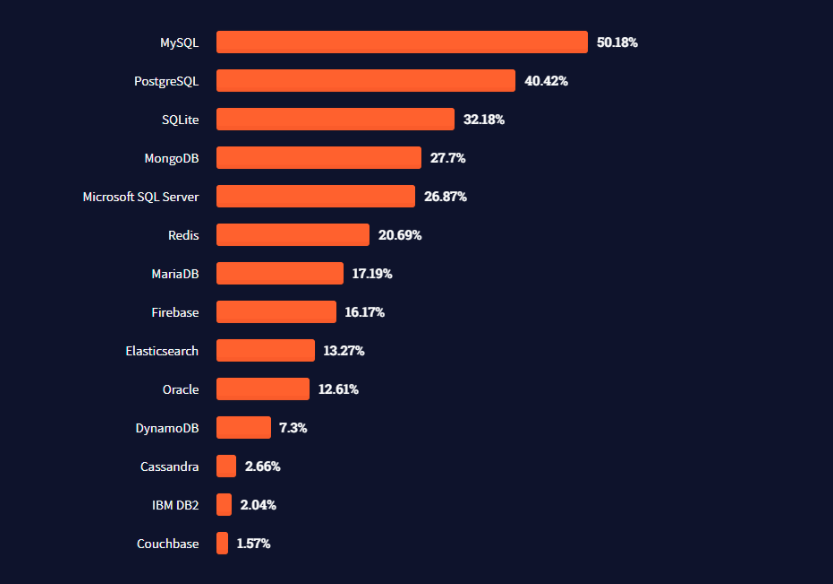 MySQL 50.18%
PostgreSQL 40.42%
SQLite 32.18%
MongoDB 27.7%
Microsoft SQL Server 26.87%
Redis 20.69%
MariaDB 17.19%
Firebase 16.17%
Elasticsearch 13.27%
Oracle 12.61%
DynamoDB 7.3%
Cassandra 2.66%
IBM DB2 2.04%
Couchbase 1.57%